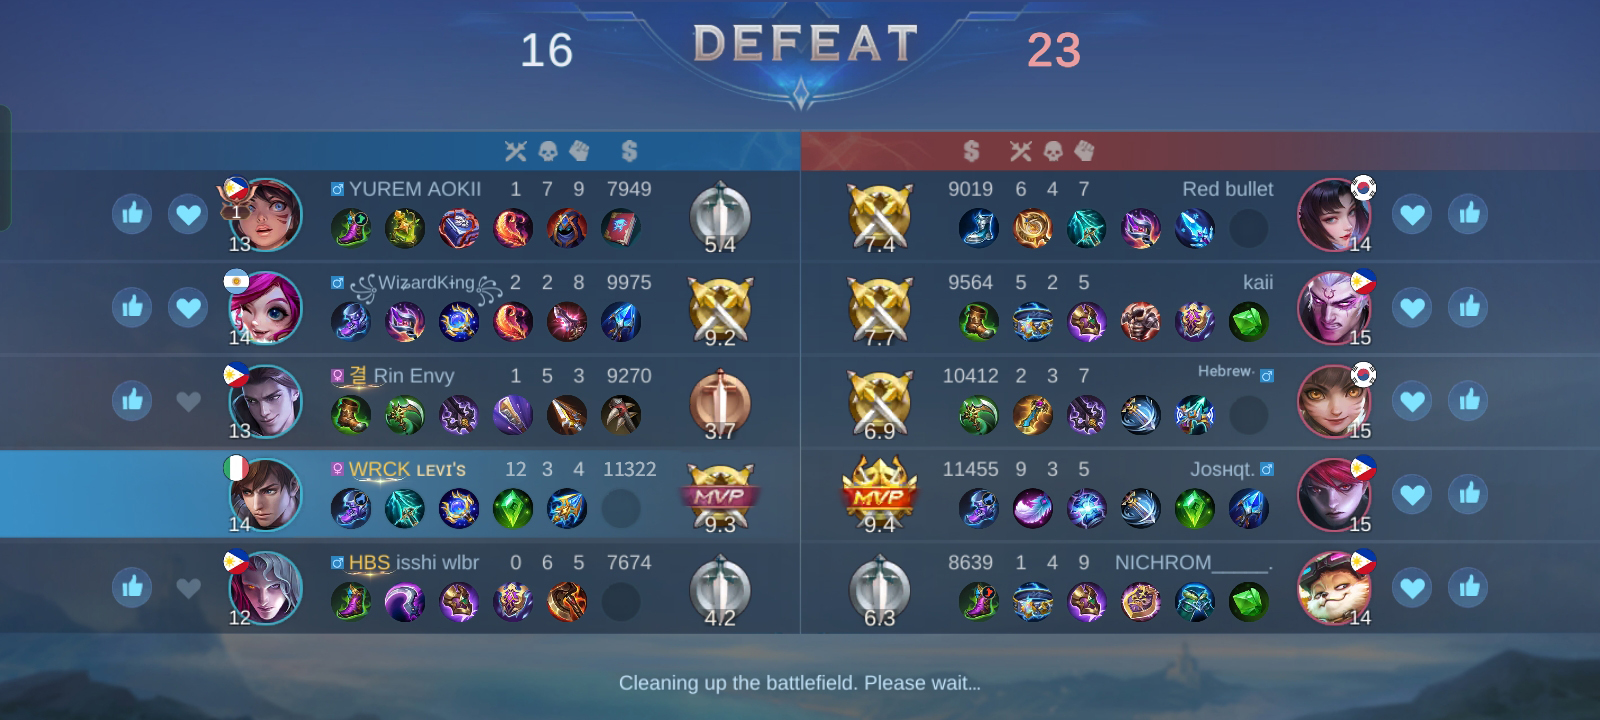 16 DEFEAT 23
YUREM AOKII 1 7 9 7949
1
13
5.4
9019 6 4 7 Red bullet
7.4
14
WizardKing 2 2 8 9975
14
9.2
9564 5 2 5 kaii
7.7
15
결 Rin Envy 1 5 3 9270
13
3.7
10412 2 3 7 Hebrew
6.9
15
WRCK LEVI'S 12 3 4 11322
14
MVP
9.3
11455 9 3 5 Josнqt.
MVP
9.4
15
HBS isshi wlbr 0 6 5 7674
12
4.2
8639 1 4 9 NICHROM_____.
6.3
14
Cleaning up the battlefield. Please wait...